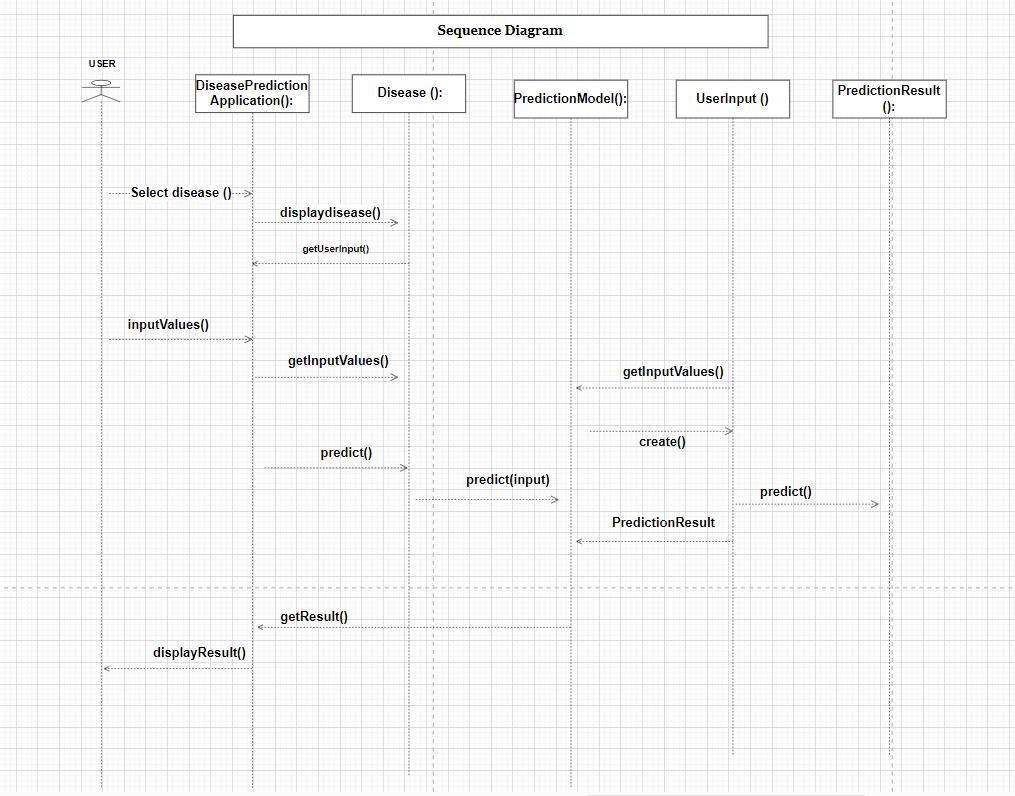 Sequence Diagram
USER
DiseasePrediction
Application():
Disease ():
PredictionModel():
UserInput ()
PredictionResult
():
Select disease ()
displaydisease()
getUserInput()
inputValues()
getInputValues()
getInputValues()
create()
predict()
predict(input)
predict()
PredictionResult
getResult()
displayResult()